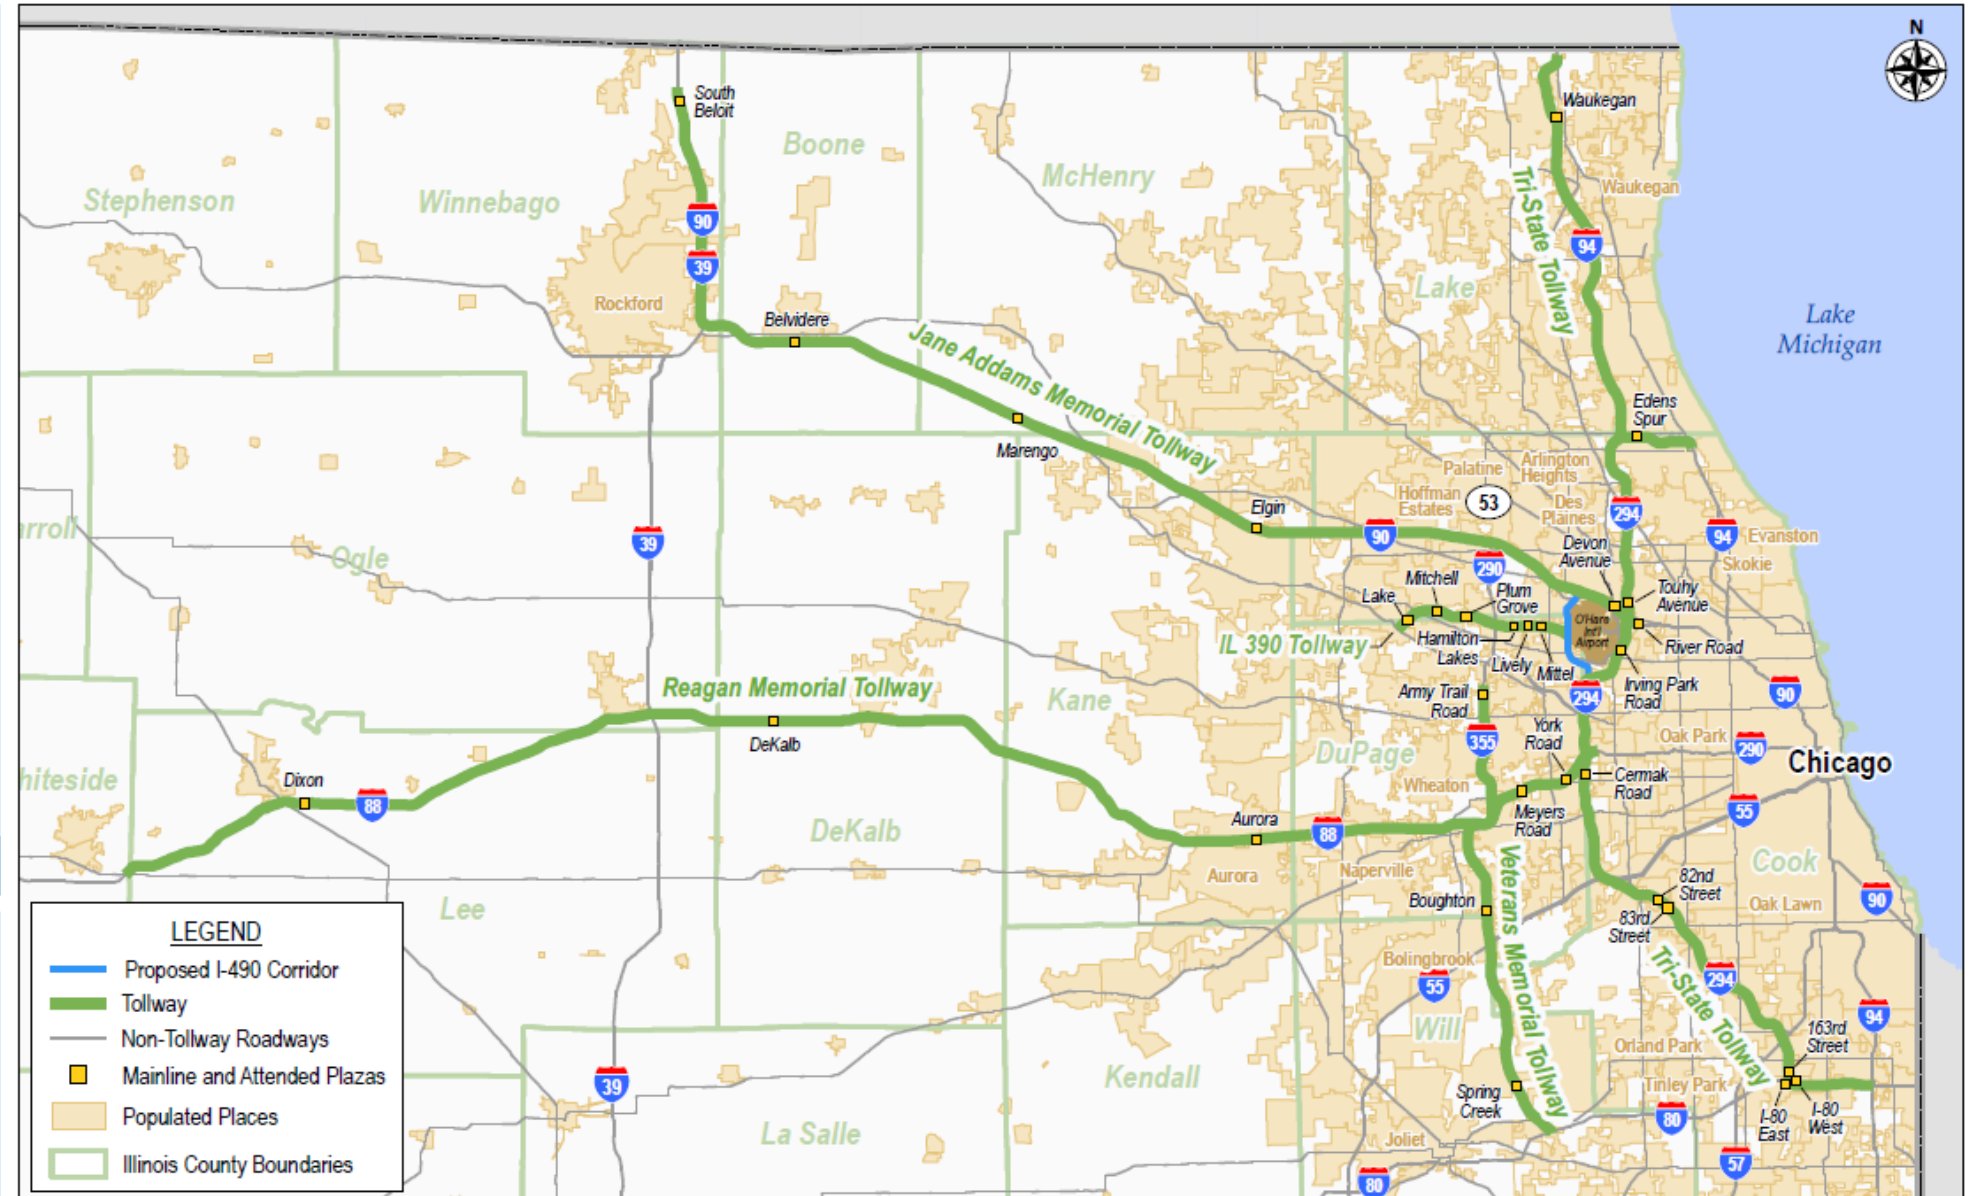 N
South
Beloit
Waukegan
Boone
McHenry
Stephenson
Winnebago
Waukegan
Tri-State Tollway
90
94
39
Lake
Rockford
Belvidere
Lake
Michigan
Jane Addams Memorial Tollway
Edens
Spur
Marengo
Palatine
Arlington
Heights
Hoffman
Estates
53
Des
Plaines
Elgin
294
90
94
Evanston
arroll
39
Ogle
Devon
Avenue
Skokie
290
Mitchell
Lake
Plum
Grove
Touhy
Avenue
O'Hare
Int'l
Airport
IL 390 Tollway
Hamilton
Lakes
Lively
Mittel
River Road
Reagan Memorial Tollway
Kane
Army Trail
Road
294
Irving Park
Road
90
DeKalb
355
York
Road
Oak Park
290
DuPage
Chicago
hiteside
Dixon
88
Wheaton
Cermak
Road
55
Meyers
Road
Aurora
88
DeKalb
Cook
Aurora
Naperville
82nd
Street
Lee
Boughton
Veterans Memorial Tollway
83rd
Street
Oak Lawn
90
LEGEND
Proposed I-490 Corridor
Tollway
Non-Tollway Roadways
Mainline and Attended Plazas
Populated Places
Illinois County Boundaries
Bolingbrook
55
Tri-State Tollway
294
94
Will
163rd
Street
Orland Park
39
Kendall
Spring
Creek
Tinley Park
80
I-80
East
I-80
West
La Salle
Joliet
57
80